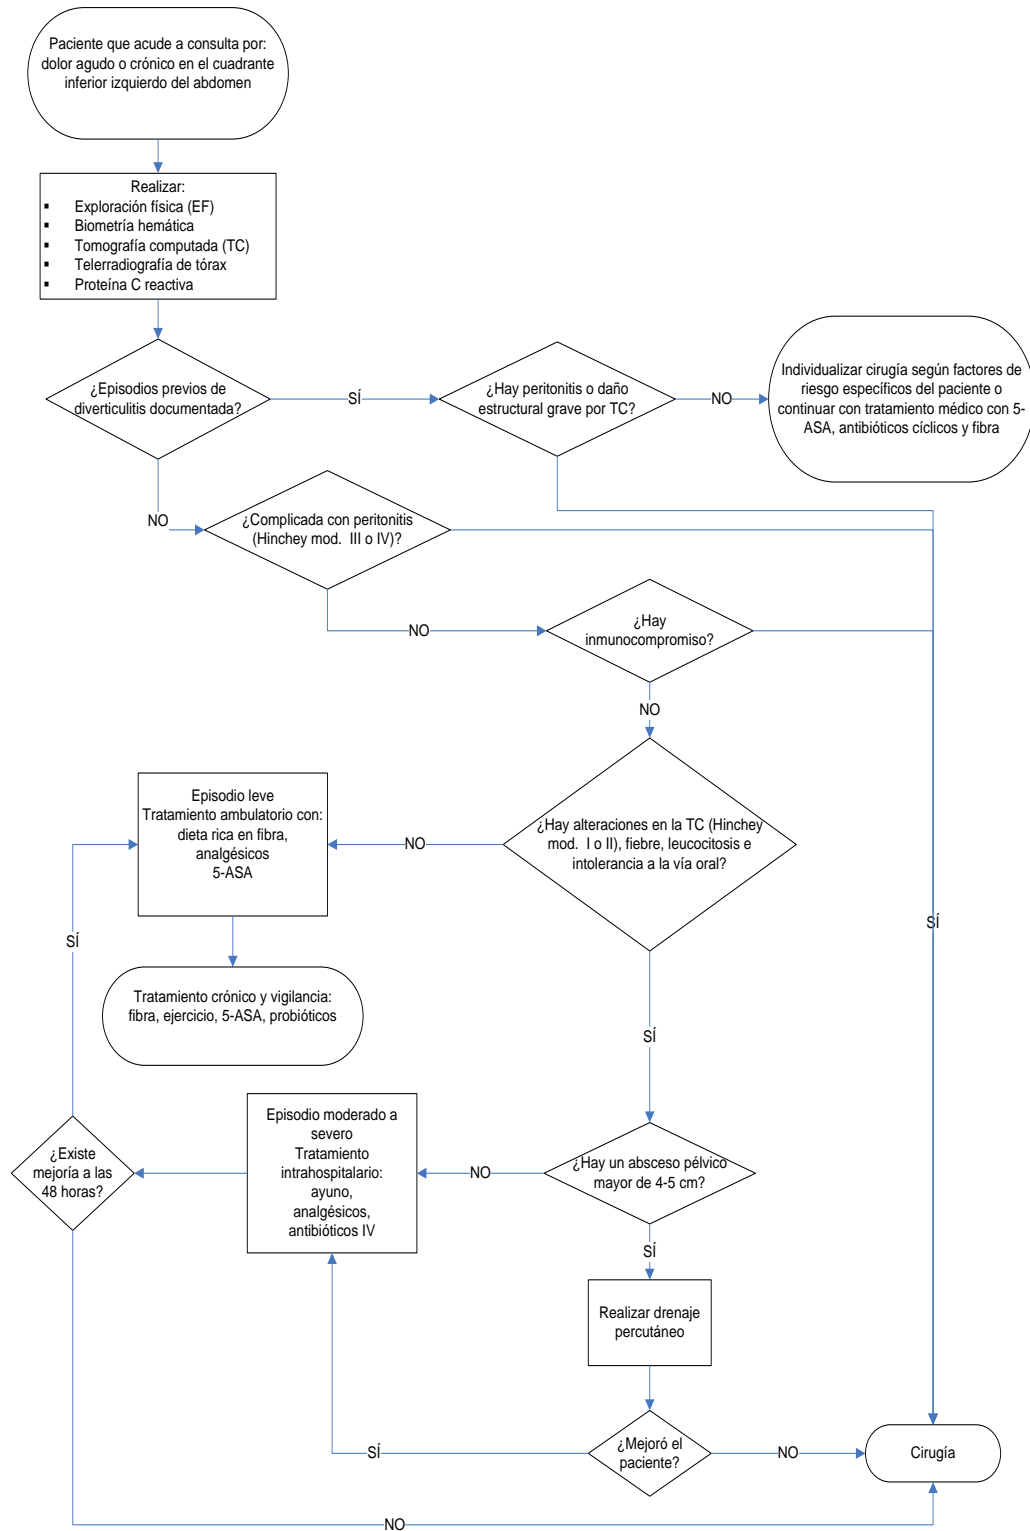 Paciente que acude a consulta por:
dolor agudo o crónico en el cuadrante
inferior izquierdo del abdomen
Realizar:
▪ Exploración física (EF)
▪ Biometría hemática
▪ Tomografía computada (TC)
▪ Telerradiografía de tórax
▪ Proteína C reactiva
¿Episodios previos de
diverticulitis documentada?
SÍ
¿Hay peritonitis o daño
estructural grave por TC?
NO
Individualizar cirugía según factores de
riesgo específicos del paciente o
continuar con tratamiento médico con 5-
ASA, antibióticos cíclicos y fibra
NO
¿Complicada con peritonitis
(Hinchey mod. III o IV)?
NO
¿Hay
inmunocompromiso?
NO
Episodio leve
Tratamiento ambulatorio con:
dieta rica en fibra,
analgésicos
5-ASA
NO
¿Hay alteraciones en la TC (Hinchey
mod. I o II), fiebre, leucocitosis e
intolerancia a la vía oral?
SÍ
SÍ
Tratamiento crónico y vigilancia:
fibra, ejercicio, 5-ASA, probióticos
SÍ
¿Existe
mejoría a las
48 horas?
Episodio moderado a
severo
Tratamiento
intrahospitalario:
ayuno,
analgésicos,
antibióticos IV
NO
¿Hay un absceso pélvico
mayor de 4-5 cm?
SÍ
Realizar drenaje
percutáneo
SÍ
¿Mejoró el
paciente?
NO
Cirugía
NO